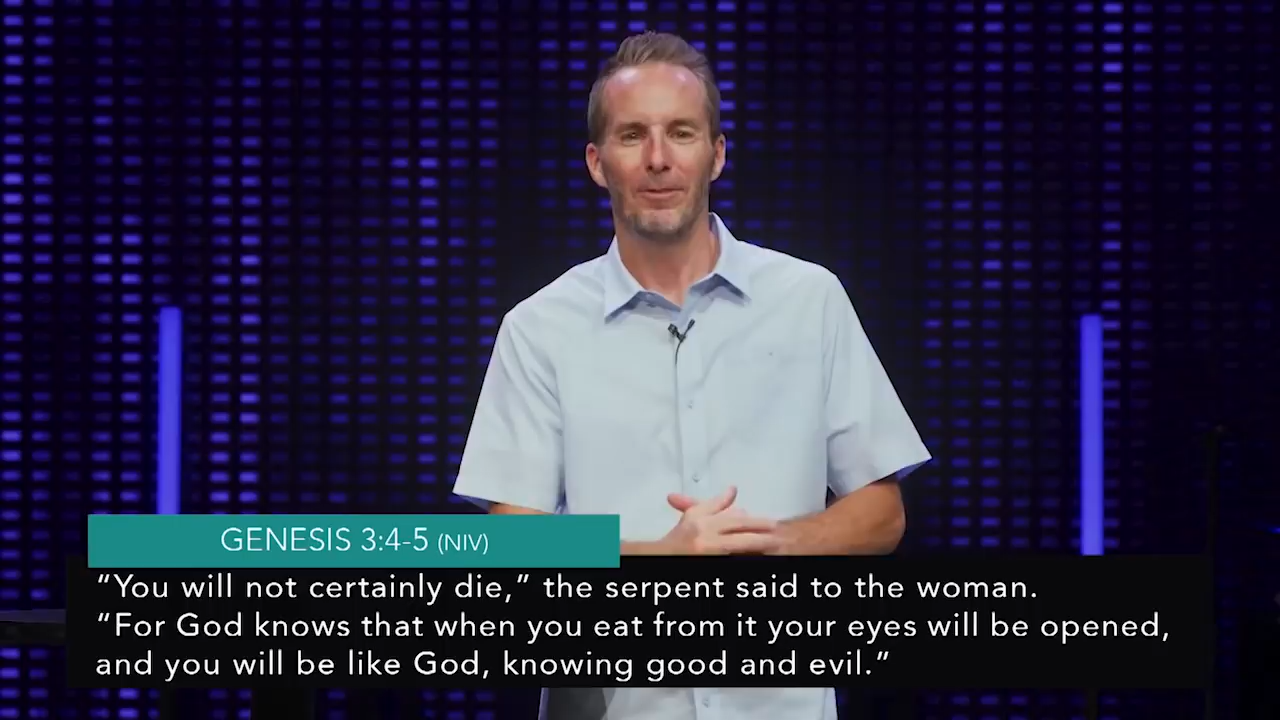 GENESIS 3:4-5 (NIV)
“You will not certainly die,” the serpent said to the woman.
“For God knows that when you eat from it your eyes will be opened,
and you will be like God, knowing good and evil.”